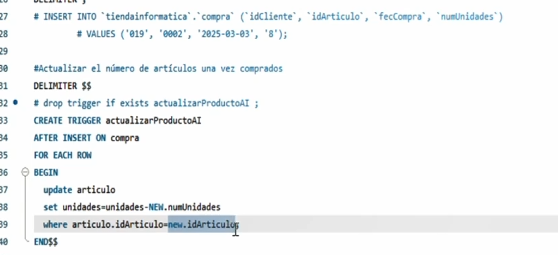 DELIMITER ;
27 # INSERT INTO `tiendainformatica`.`compra` (`idCliente`, `idArticulo`, `fecCompra`, `numUnidades`)
28 # VALUES ('019', '0002', '2025-03-03', '8');
29
30 #Actualizar el número de artículos una vez comprados
31 DELIMITER $$
32 # drop trigger if exists actualizarProductoAI ;
33 CREATE TRIGGER actualizarProductoAI
34 AFTER INSERT ON compra
35 FOR EACH ROW
36 BEGIN
37 update articulo
38 set unidades=unidades-NEW.numUnidades
39 where articulo.idArticulo=new.idArticulo;
40 END$$